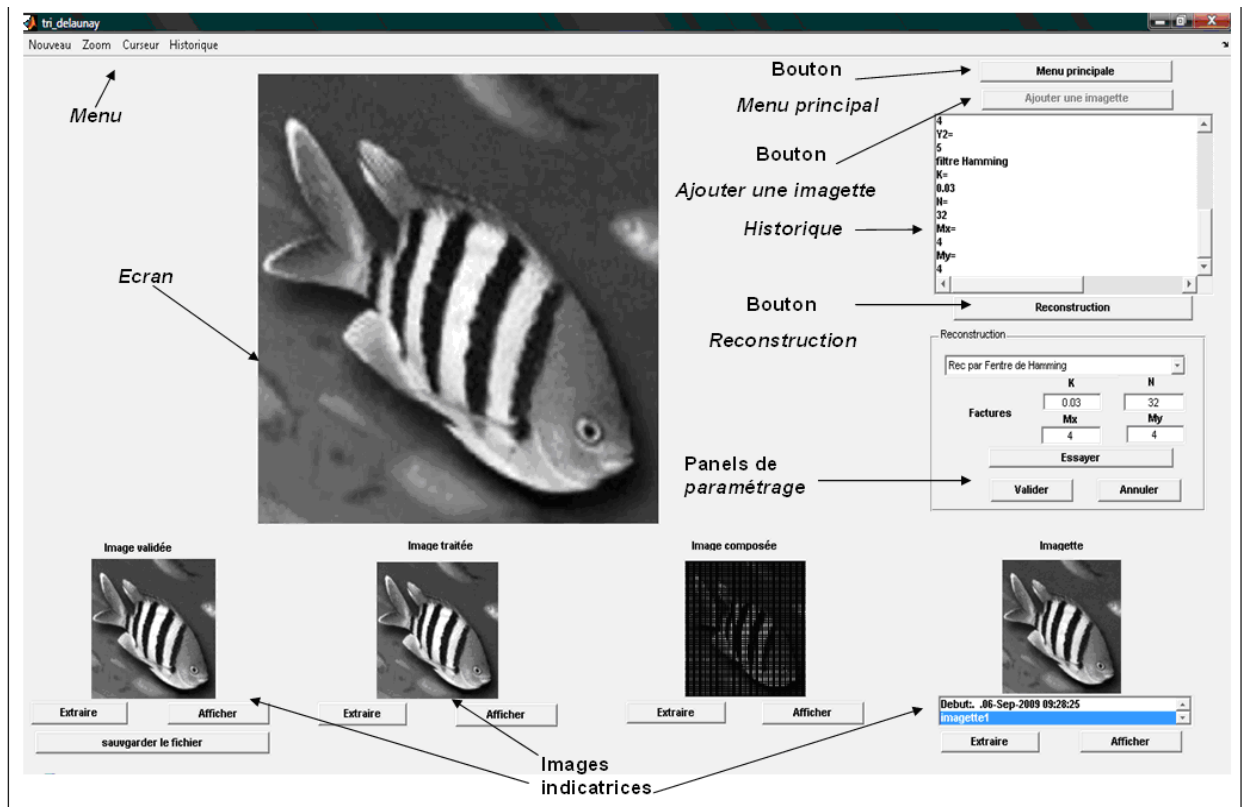 tri_delaunay
Nouveau Zoom Curseur Historique
Menu
Bouton
Menu principal
Menu principale
Ajouter une imagette
Bouton
Ajouter une imagette
4
Y2=
5
filtre Hamming
K=
0.03
N=
32
Mx=
4
My=
4
Historique
Ecran
Bouton
Reconstruction
Reconstruction
Reconstruction
Rec par Fentre de Hamming
K N
Factures 0.03 32
Mx My
4 4
Essayer
Panels de
paramétrage
Valider Annuler
Image validée Image traitée Image composée Imagette
Debut:. .06-Sep-2009 09:28:25
imagette1
Extraire Afficher Extraire Afficher Extraire Afficher Extraire Afficher
sauvgarder le fichier
Images
indicatrices